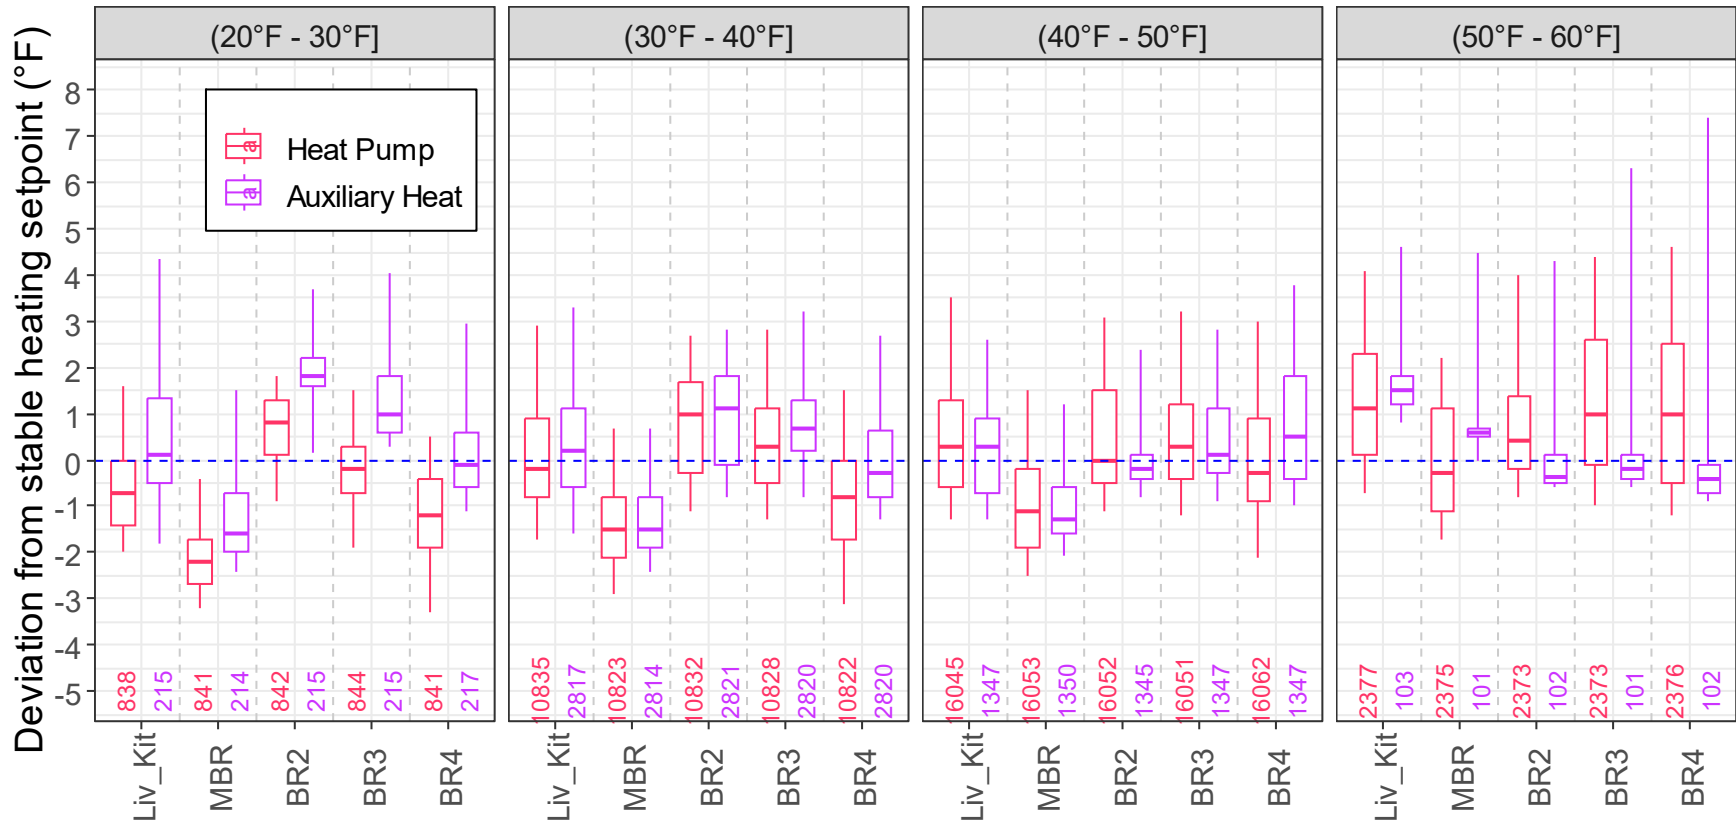 Deviation from stable heating setpoint (°F)
(20°F - 30°F]
(30°F - 40°F]
(40°F - 50°F]
(50°F - 60°F]
8
7
6
5
4
3
2
1
0
-1
-2
-3
-4
-5
a Heat Pump
a Auxiliary Heat
838 215 841 214 842 215 844 215 841 217
10835 2817 10823 2814 10832 2821 10828 2820 10822 2820
16045 1347 16053 1350 16052 1345 16051 1347 16062 1347
2377 103 2375 101 2373 102 2373 101 2376 102
Liv_Kit MBR BR2 BR3 BR4
Liv_Kit MBR BR2 BR3 BR4
Liv_Kit MBR BR2 BR3 BR4
Liv_Kit MBR BR2 BR3 BR4